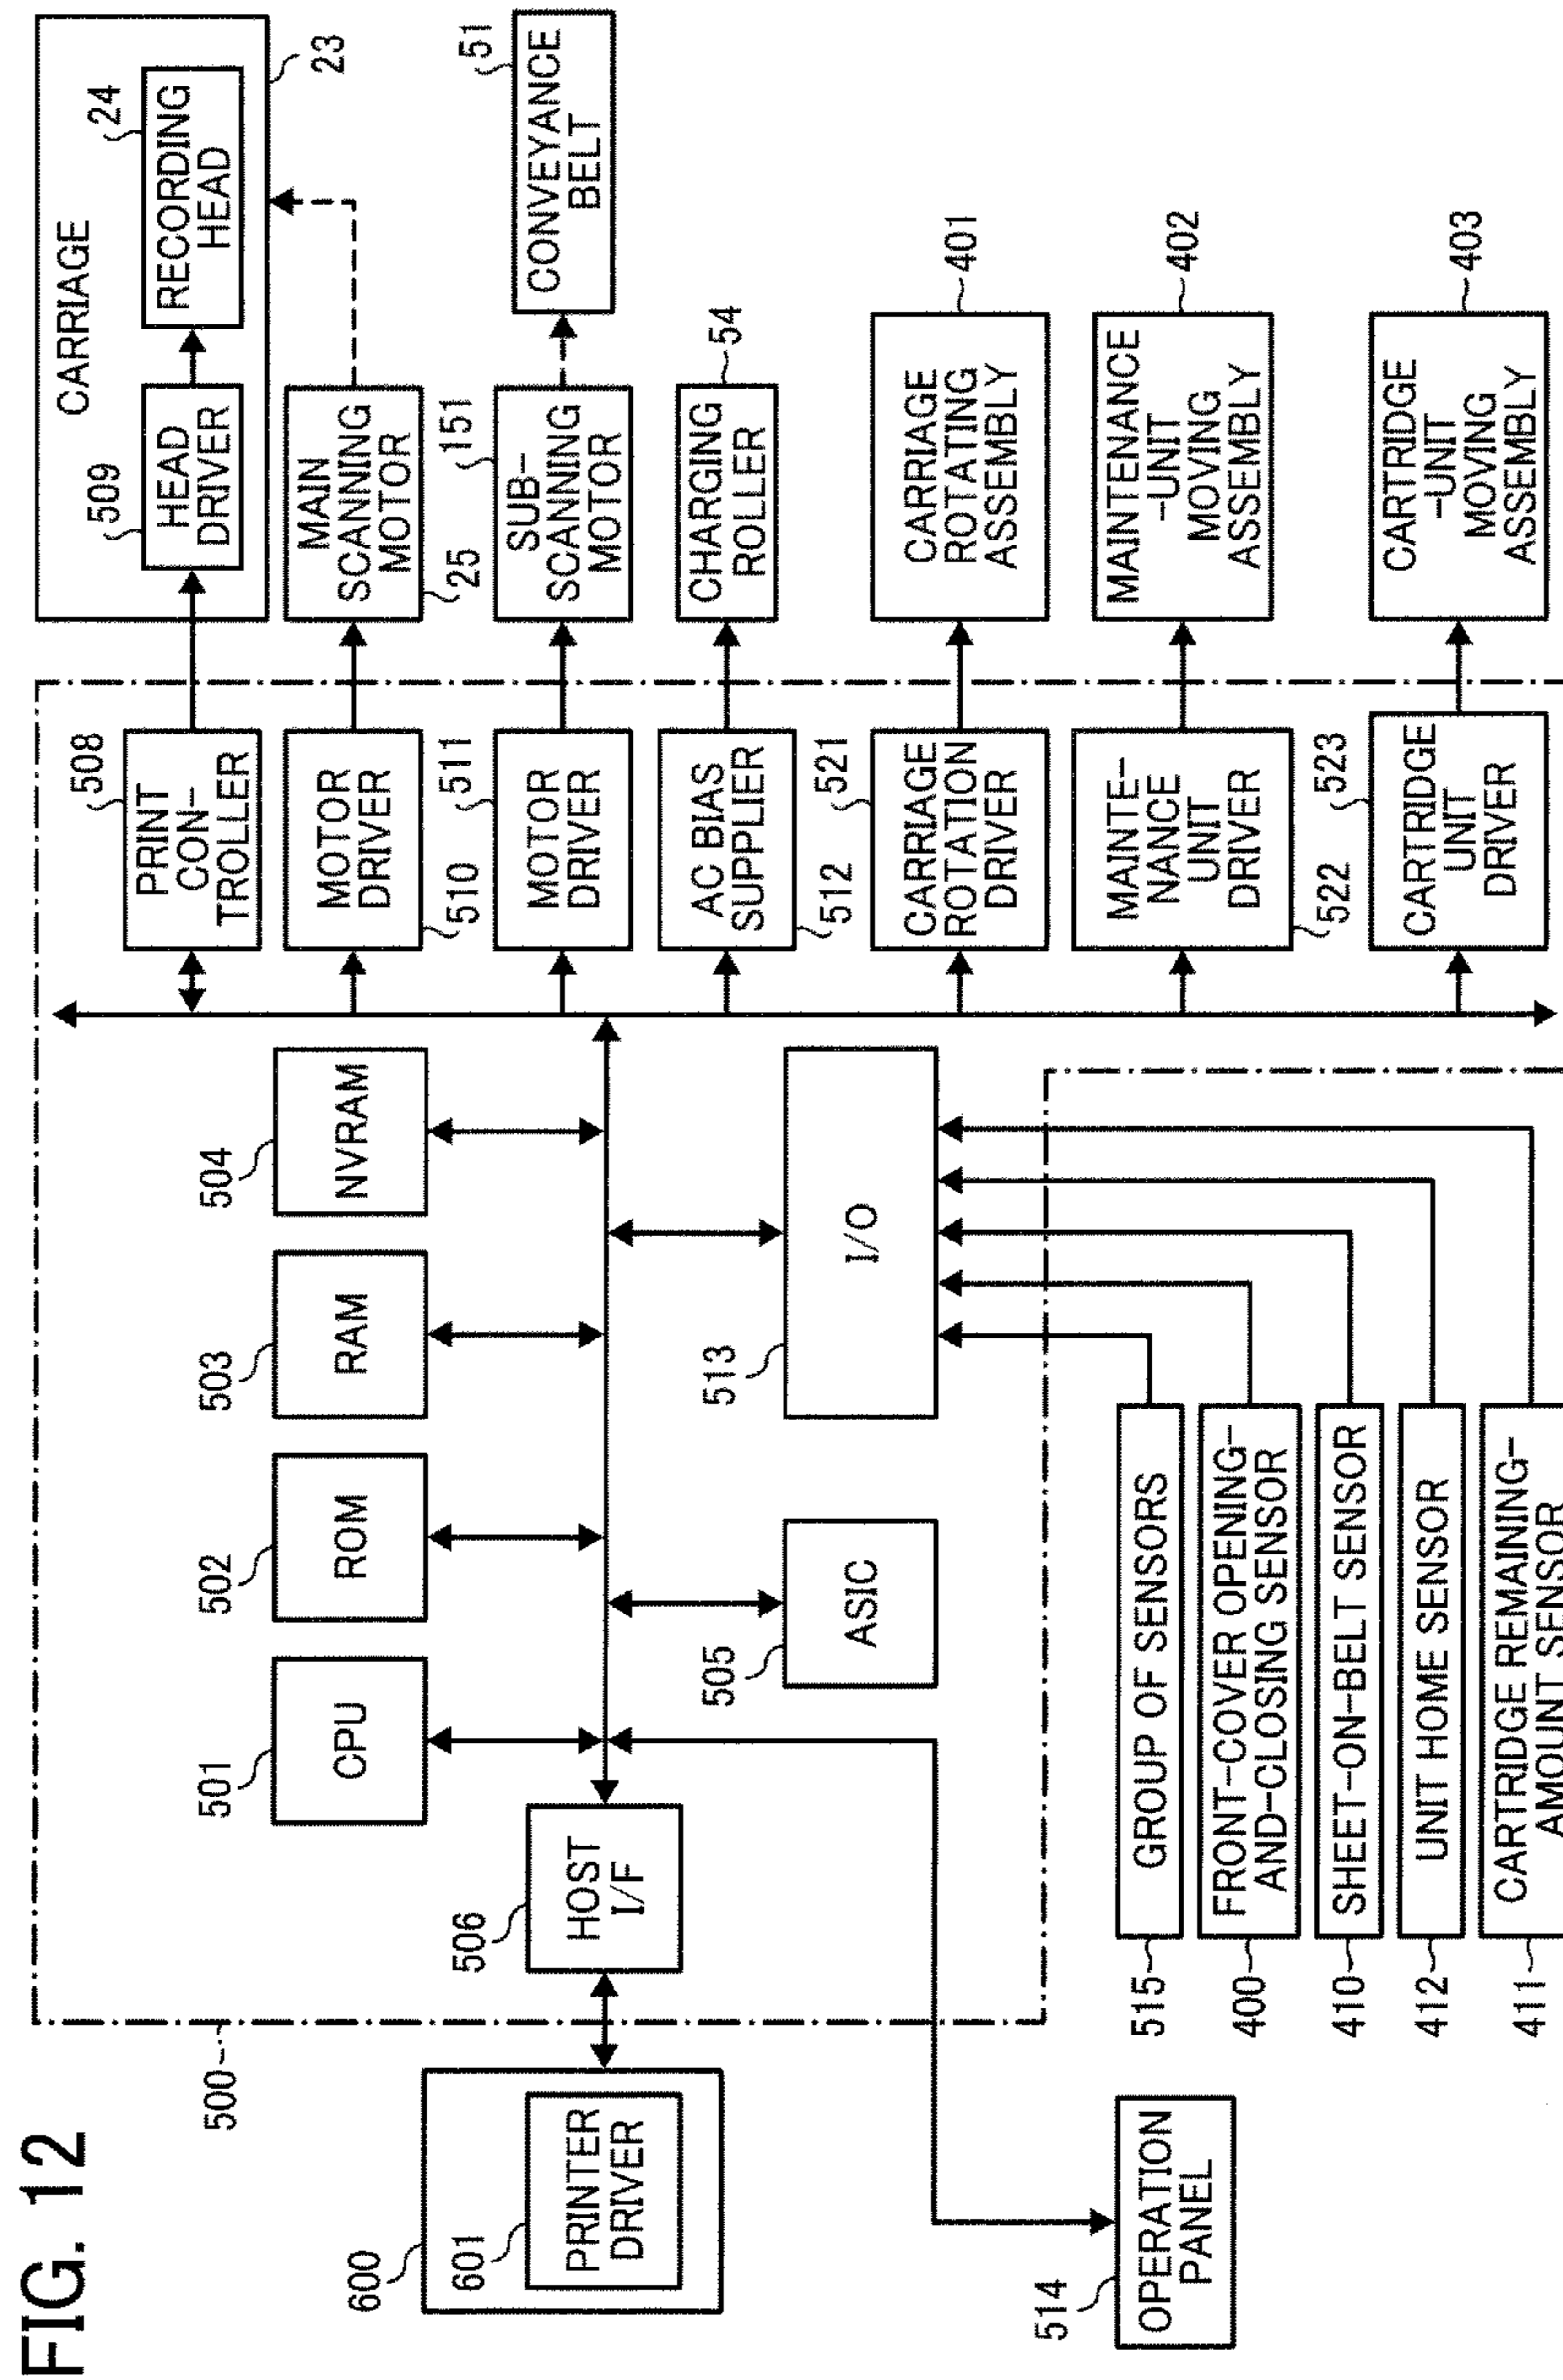 FIG. 12
600
601
PRINTER
DRIVER
500
506
HOST
I/F
501
CPU
502
ROM
503
RAM
504
NVRAM
505
ASIC
513
I/O
514
OPERATION
PANEL
515
GROUP OF SENSORS
400
FRONT-COVER OPENING-
AND-CLOSING SENSOR
410
SHEET-ON-BELT SENSOR
412
UNIT HOME SENSOR
411
CARTRIDGE REMAINING-
AMOUNT SENSOR
508
PRINT
CON-
TROLLER
MOTOR
DRIVER
510
511
MOTOR
DRIVER
AC BIAS
SUPPLIER
512
521
CARRIAGE
ROTATION
DRIVER
MAINTE-
NANCE
UNIT
DRIVER
522
523
CARTRIDGE
UNIT
DRIVER
CARRIAGE
509
HEAD
DRIVER
24
RECORDING
HEAD
23
MAIN
SCANNING
MOTOR
25
151
SUB-
SCANNING
MOTOR
51
CONVEYANCE
BELT
CHARGING
ROLLER
54
CARRIAGE
ROTATING
ASSEMBLY
401
MAINTENANCE
-UNIT
MOVING
ASSEMBLY
402
CARTRIDGE
-UNIT
MOVING
ASSEMBLY
403